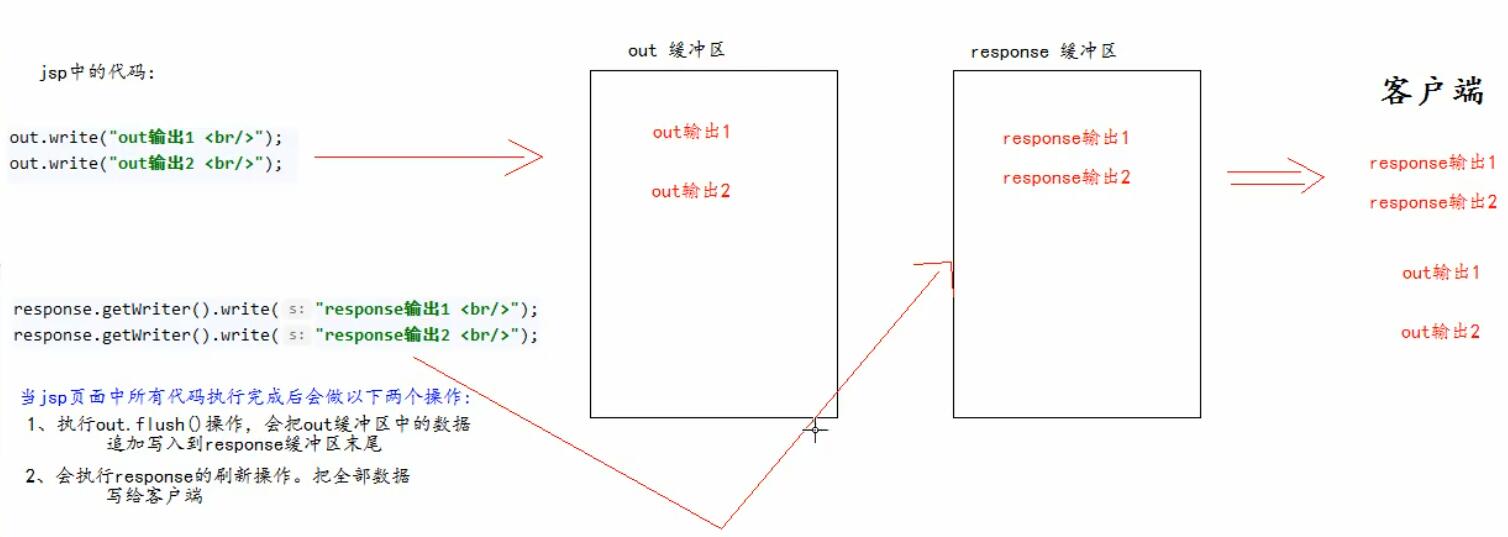 jsp中的代码:
out.write("out输出1 <br/>");
out.write("out输出2 <br/>");
response.getWriter().write( s: "response输出1 <br/>");
response.getWriter().write( s: "response输出2 <br/>");
当jsp页面中所有代码执行完成后会做以下两个操作:
1、执行out.flush()操作，会把out缓冲区中的数据
追加写入到response缓冲区末尾
2、会执行response的刷新操作。把全部数据
写给客户端
out 缓冲区
out输出1
out输出2
response 缓冲区
response输出1
response输出2
客户端
response输出1
response输出2
out输出1
out输出2